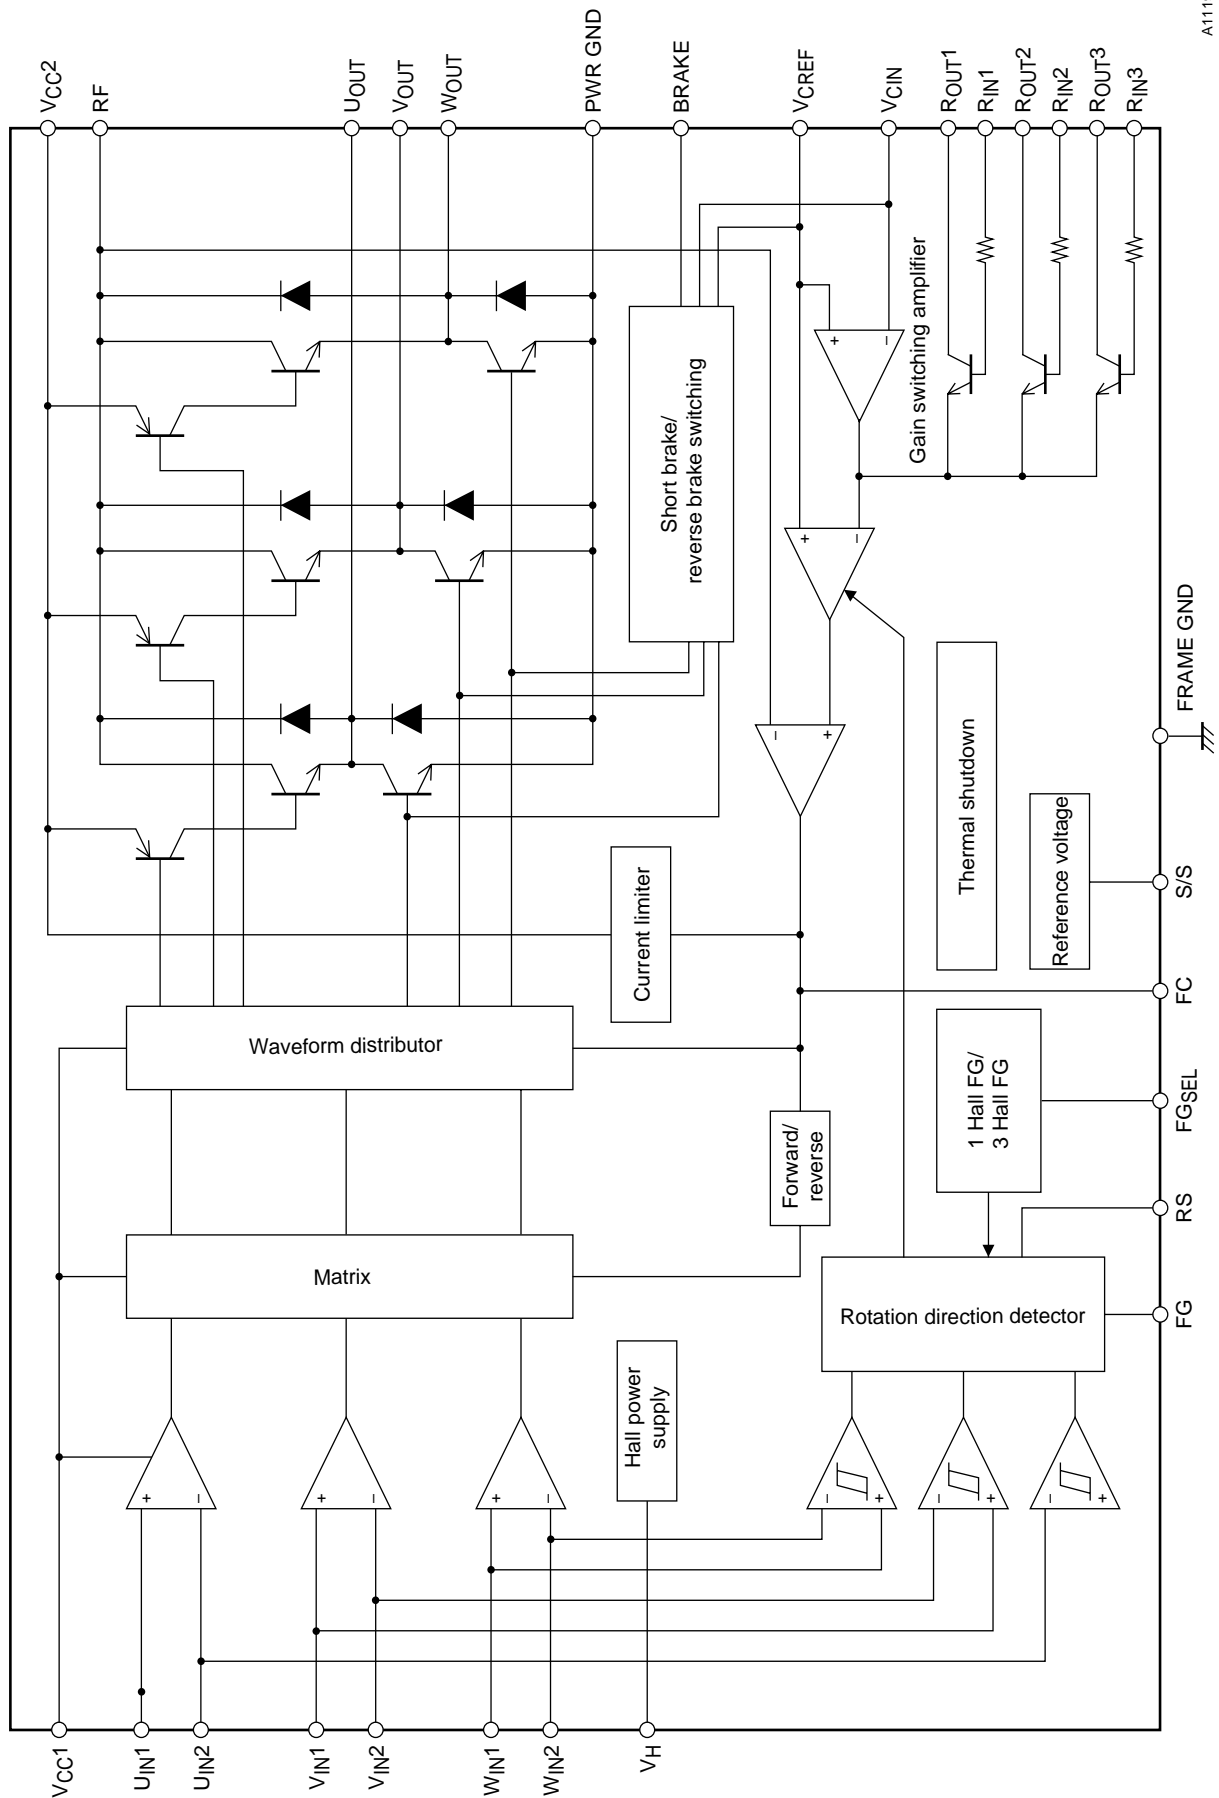 A111
VCC2
RF
UOUT
VOUT
WOUT
PWR GND
BRAKE
VCREF
VCIN
ROUT1
RIN1
ROUT2
RIN2
ROUT3
RIN3
Short brake/
reverse brake switching
+
−
Gain switching amplifier
+
−
−
+
Current limiter
Thermal shutdown
Reference voltage
Waveform distributor
Forward/
reverse
1 Hall FG/
3 Hall FG
Matrix
Rotation direction detector
Hall power
supply
+
−
+
−
+
−
−
+
−
+
−
+
VCC1
UIN1
UIN2
VIN1
VIN2
WIN1
WIN2
VH
FG
RS
FGSEL
FC
S/S
FRAME GND